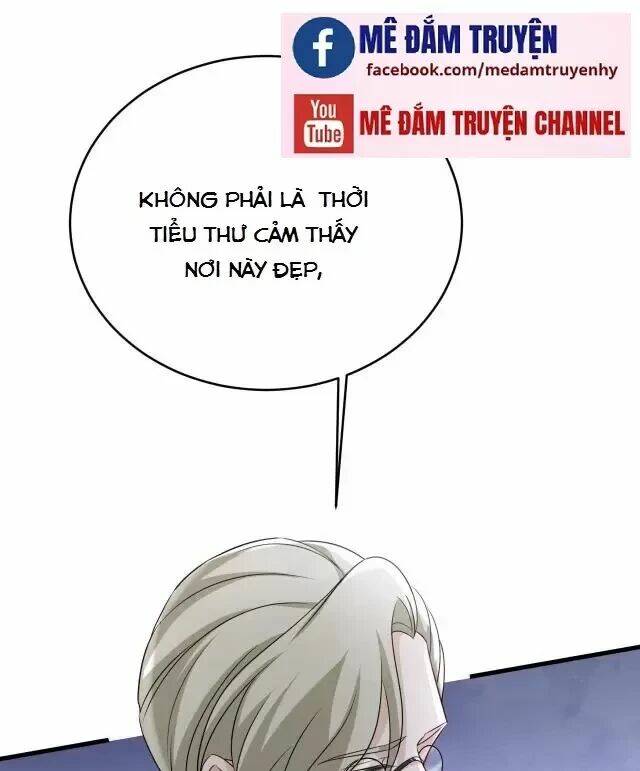 MÊ ĐẮM TRUYỆN
facebook.com/medamtruyenhy
You
Tube
MÊ ĐẮM TRUYỆN CHANNEL
KHÔNG PHẢI LÀ THỞI
TIỂU THƯ CẢM THẤY
NƠI NÀY ĐẸP,